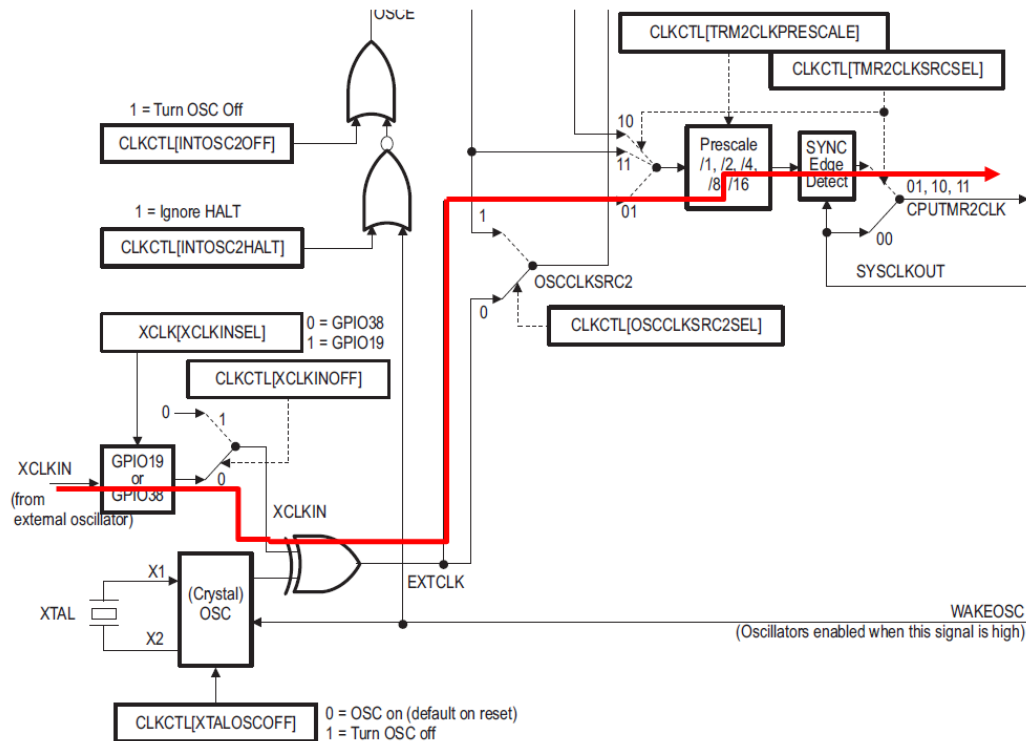 OSCE
CLKCTL[TRM2CLKPRESCALE]
CLKCTL[TMR2CLKSRCSEL]
1 = Turn OSC Off
CLKCTL[INTOSC2OFF]
10
11
01
Prescale
/1, /2, /4,
/8, /16
SYNC
Edge
Detect
01, 10, 11
CPUTMR2CLK
00
SYSCLKOUT
1 = Ignore HALT
CLKCTL[INTOSC2HALT]
1
OSCCLKSRC2
0
CLKCTL[OSCCLKSRC2SEL]
XCLK[XCLKINSEL]
0 = GPIO38
1 = GPIO19
CLKCTL[XCLKINOFF]
0
1
XCLKIN
(from
external oscillator)
GPIO19
or
GPIO38
0
XCLKIN
EXTCLK
XTAL
X1
X2
(Crystal)
OSC
WAKEOSC
(Oscillators enabled when this signal is high)
CLKCTL[XTALOSCOFF]
0 = OSC on (default on reset)
1 = Turn OSC off